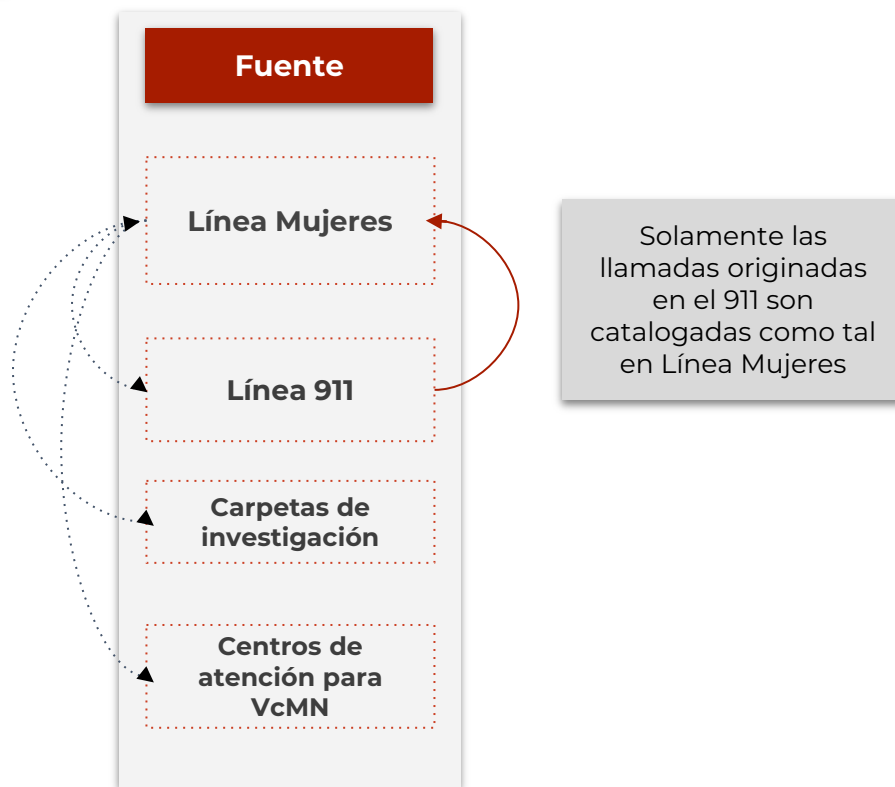 Fuente
Línea Mujeres
Línea 911
Carpetas de
investigación
Centros de
atención para
VcMN
Solamente las
llamadas originadas
en el 911 son
catalogadas como tal
en Línea Mujeres